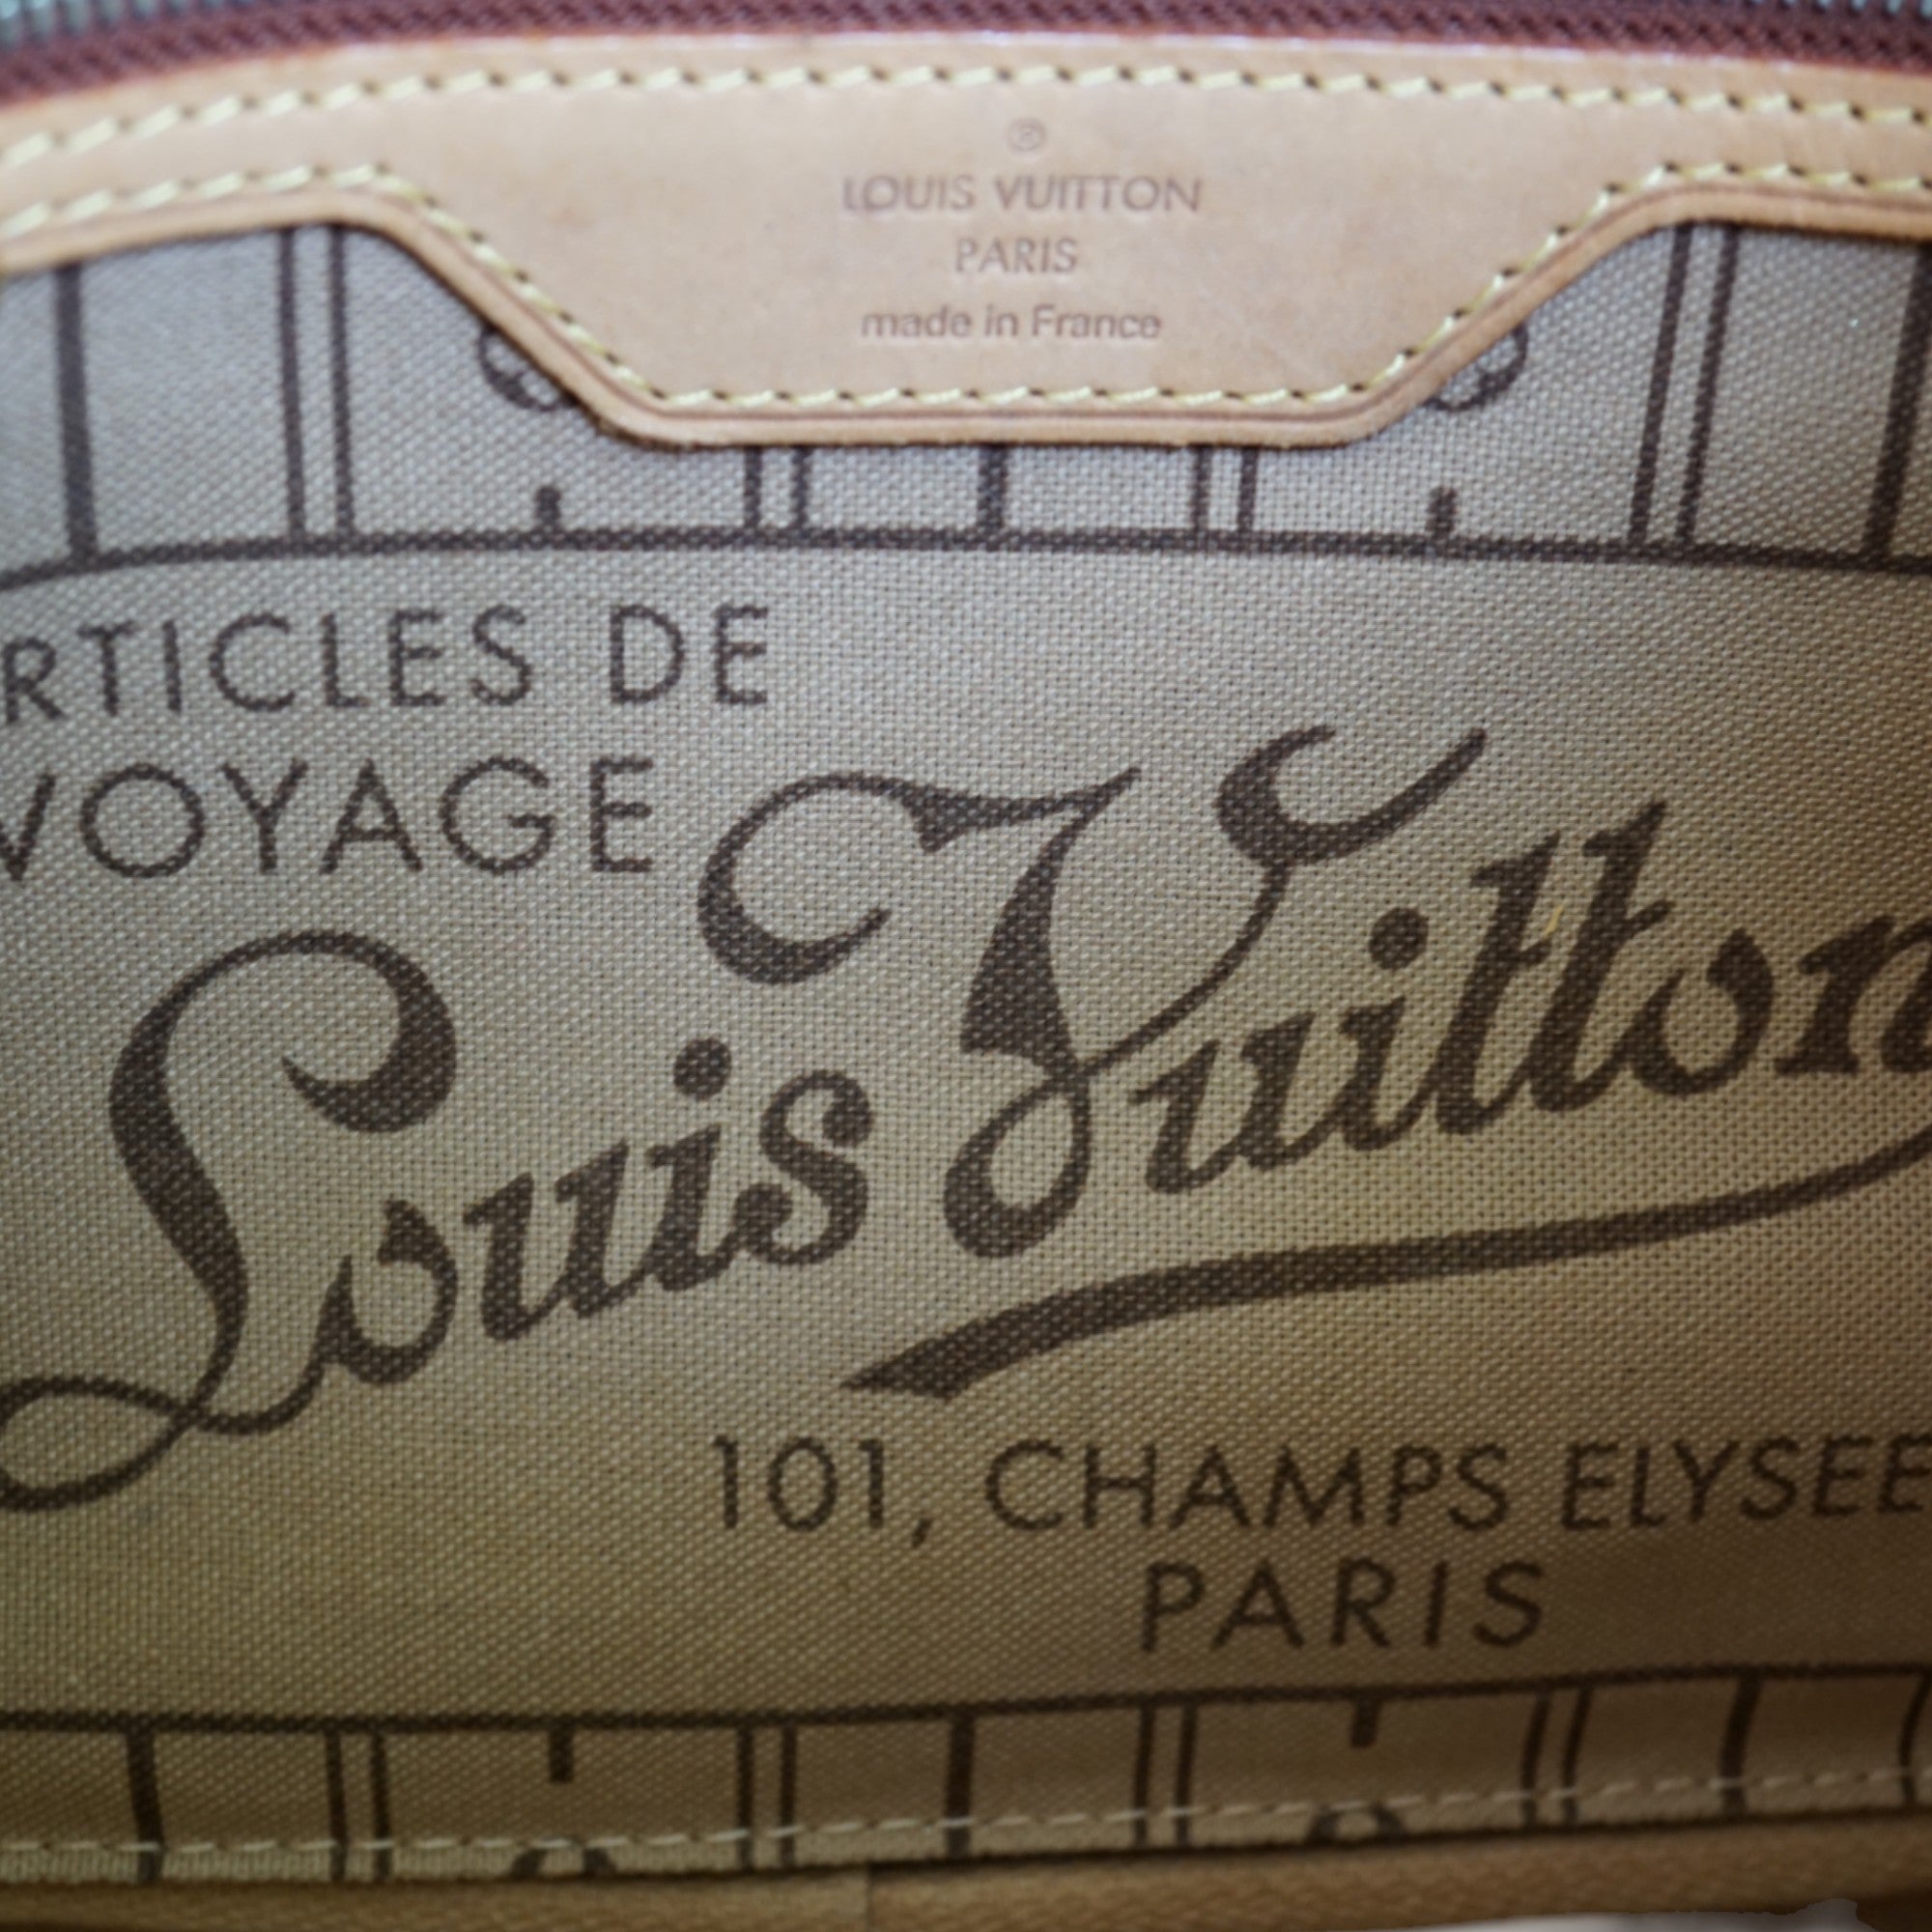 ®
LOUIS VUITTON
PARIS
made in France
RTICLES DE
VOYAGE
Louis Vuitton
101, CHAMPS ELYSEE
PARIS